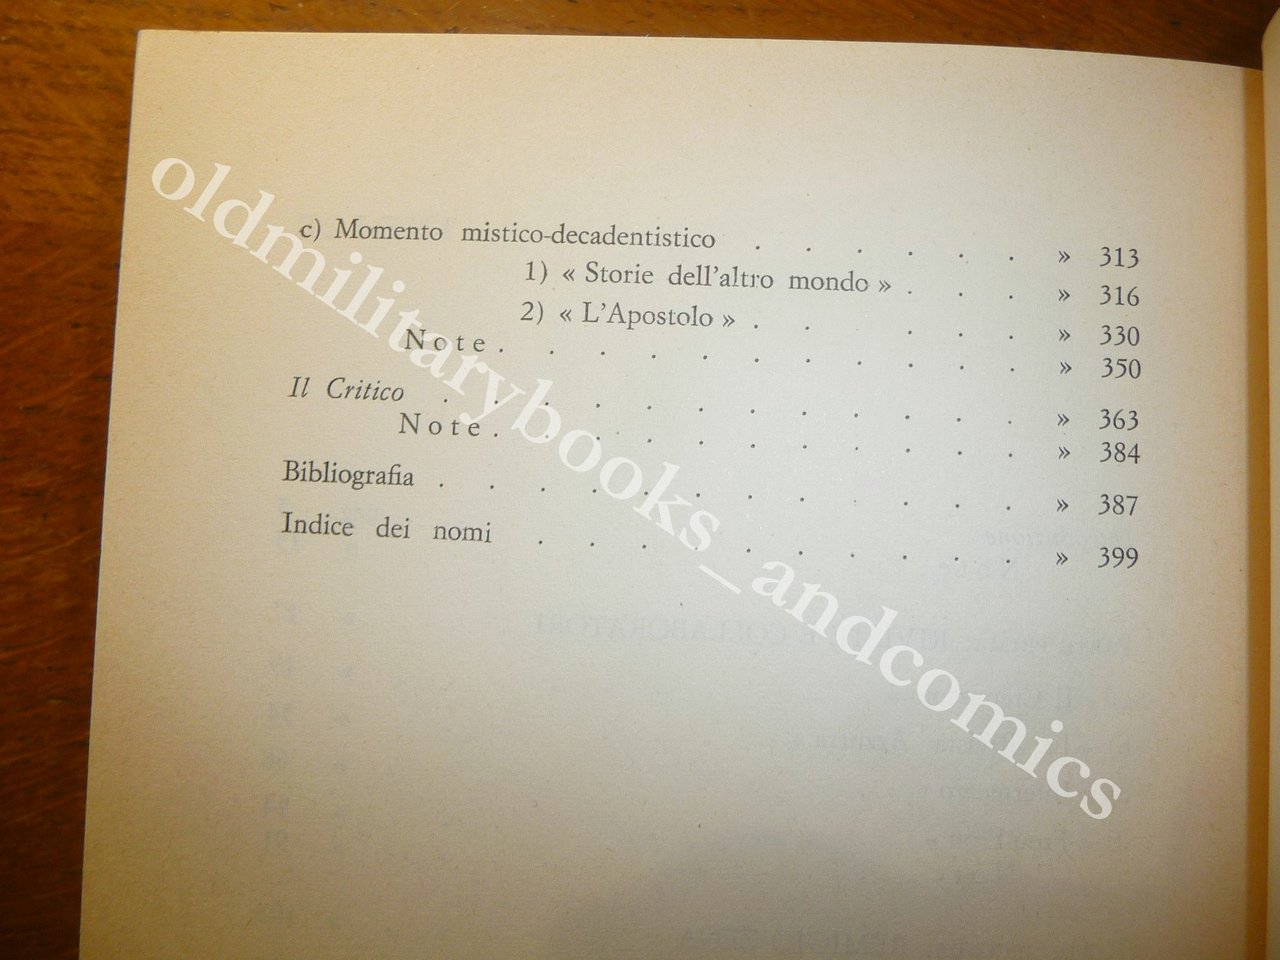 c) Momento mistico-decadentistico . . . . . . » 313
1) « Storie dell'altro mondo » . . . » 316
2) « L'Apostolo » . . . . . » 330
Note . . . . . . . . . . . » 350
Il Critico . . . . . . . . . . . . » 363
Note . . . . . . . . . . . » 384
Bibliografia . . . . . . . . . . . . » 387
Indice dei nomi . . . . . . . . . . » 399
oldmilitarybooks_andcomics